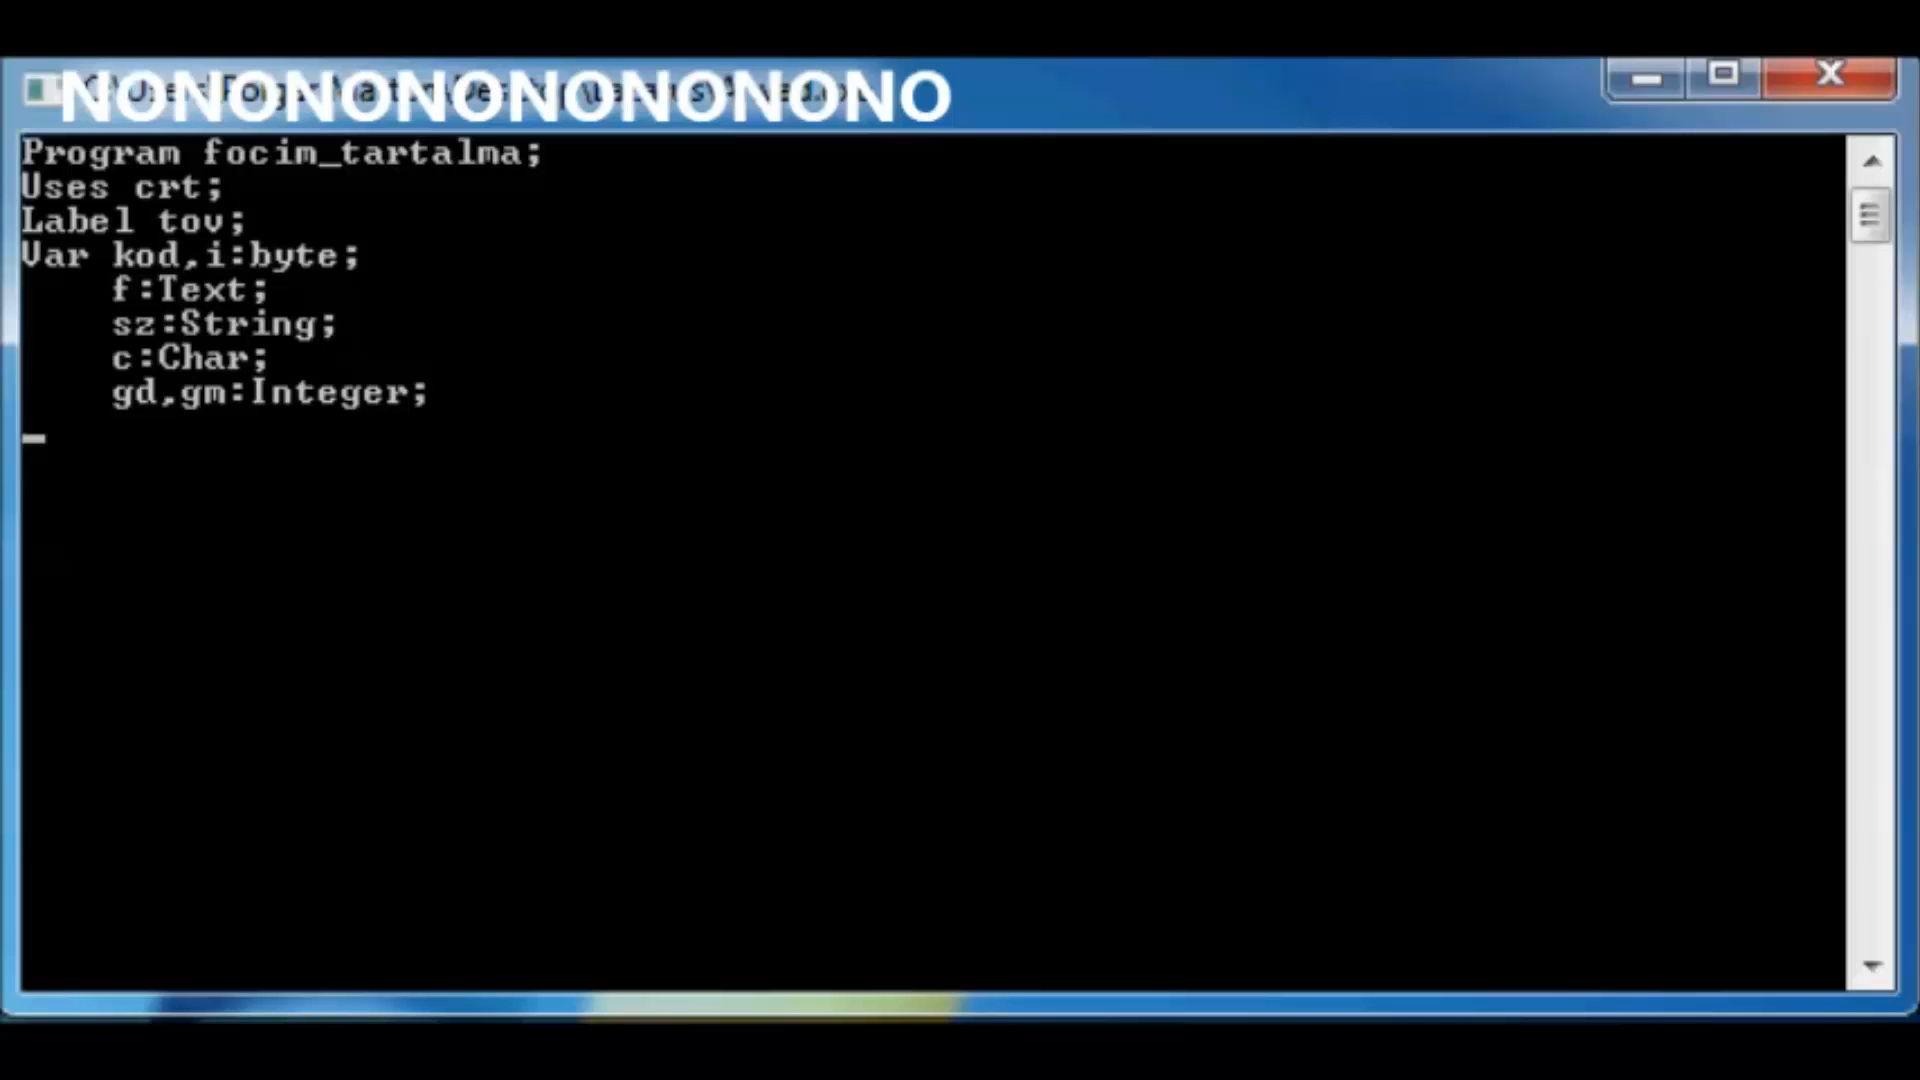 NONONONONONONONO
Program focim_tartalma;
Uses crt;
Label tov;
Var kod,i:byte;
f:Text;
sz:String;
c:Char;
gd,gm:Integer;